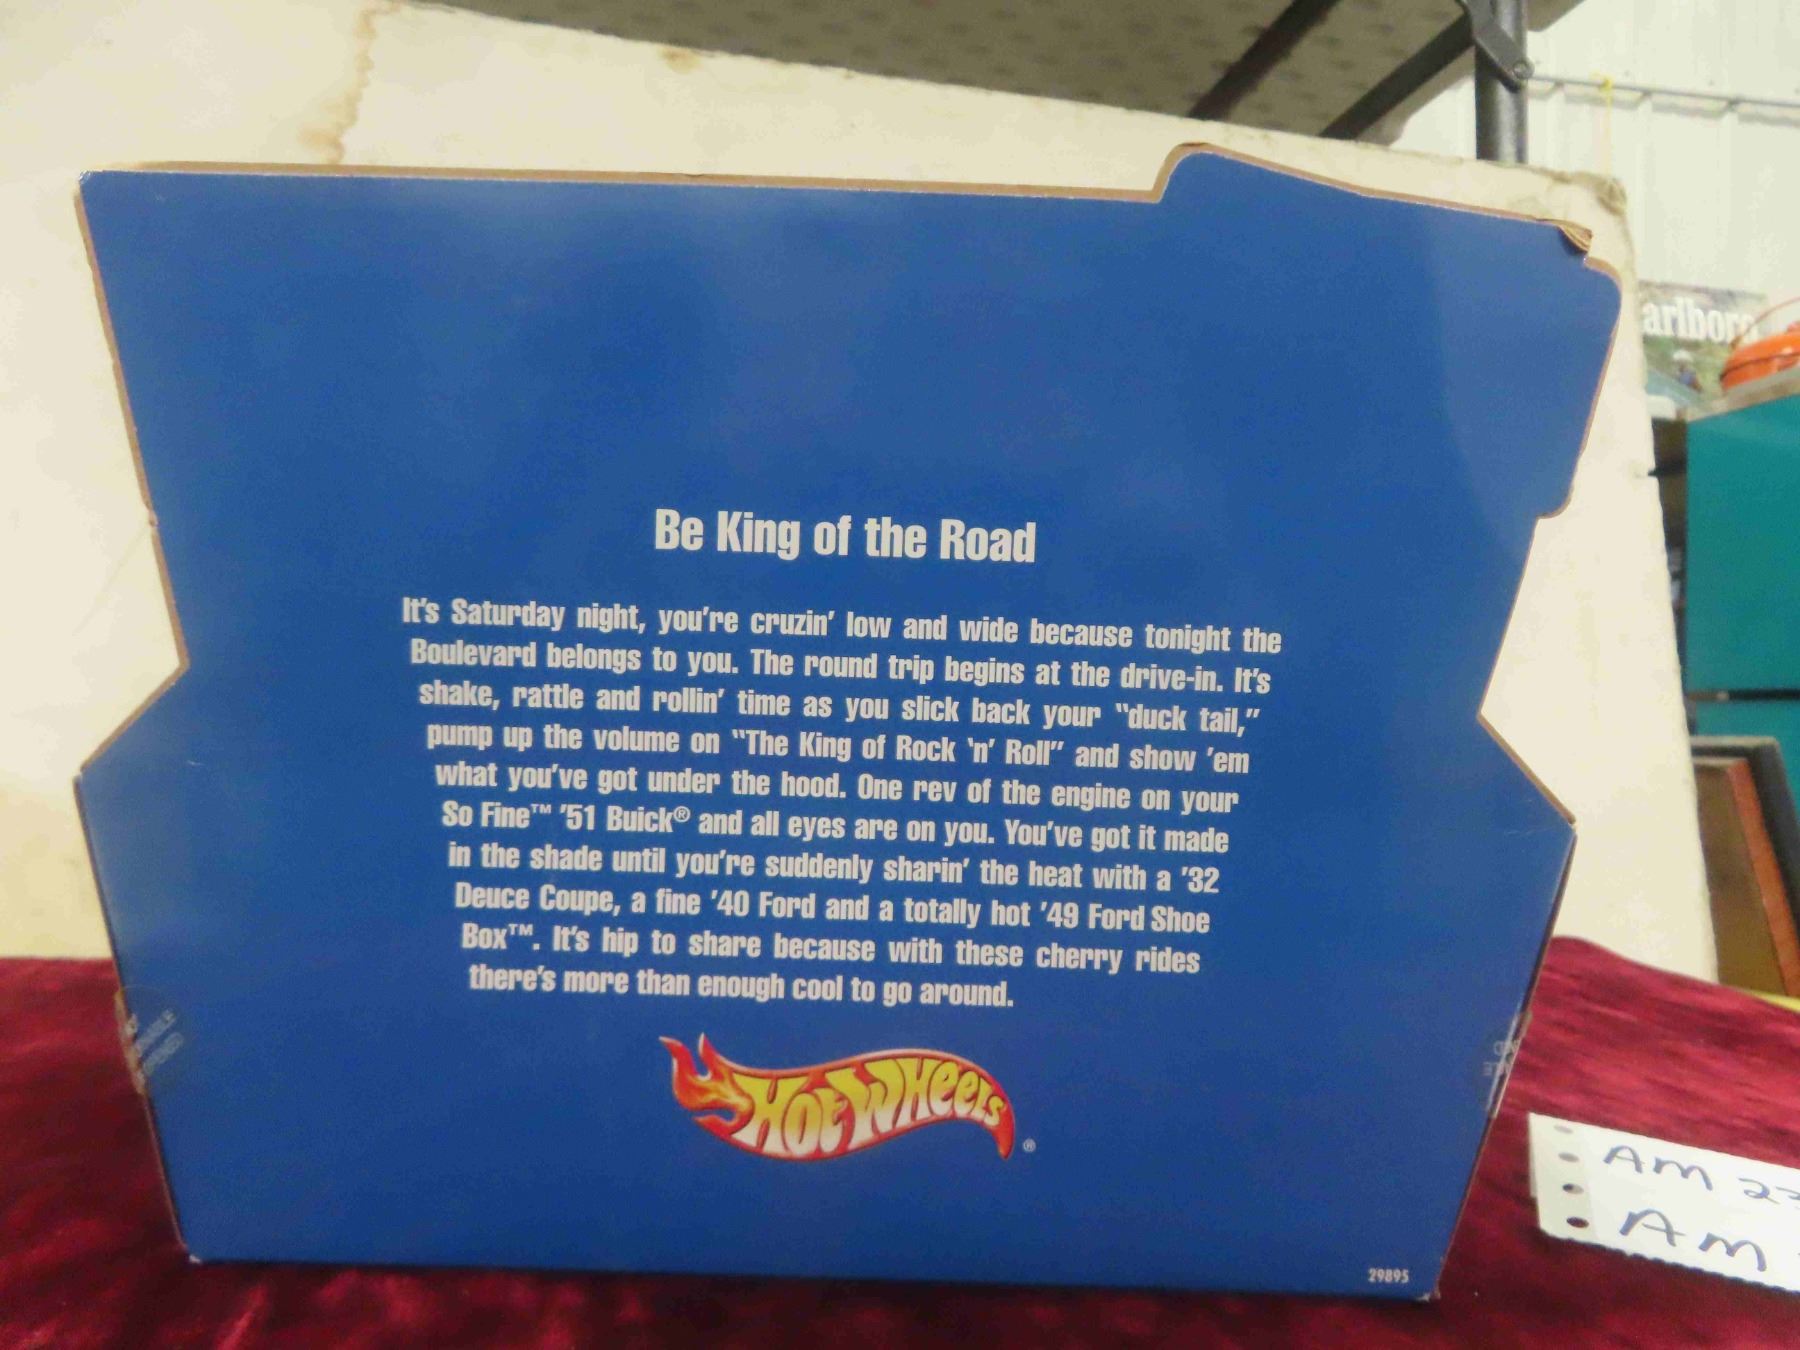 arlboro
Be King of the Road
It's Saturday night, you're cruzin' low and wide because tonight the
Boulevard belongs to you. The round trip begins at the drive-in. It's
shake, rattle and rollin' time as you slick back your "duck tail,"
pump up the volume on "The King of Rock 'n' Roll" and show 'em
what you've got under the hood. One rev of the engine on your
So Fine™ '51 Buick® and all eyes are on you. You've got it made
in the shade until you're suddenly sharin' the heat with a '32
Deuce Coupe, a fine '40 Ford and a totally hot '49 Ford Shoe
Box™. It's hip to share because with these cherry rides
there's more than enough cool to go around.
Hot Wheels ®
29895
AM 23
AM